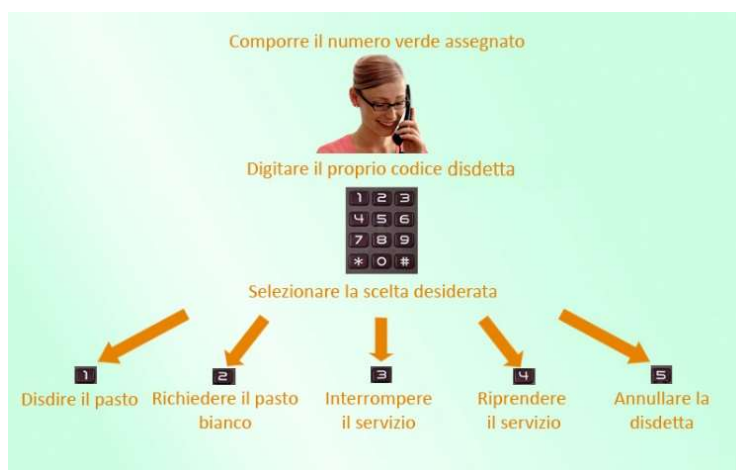 Comporre il numero verde assegnato
Digitare il proprio codice disdetta
1 2 3
4 5 6
7 8 9
* 0 #
Selezionare la scelta desiderata
1
Disdire il pasto
2
Richiedere il pasto
bianco
3
Interrompere
il servizio
4
Riprendere
il servizio
5
Annullare la
disdetta